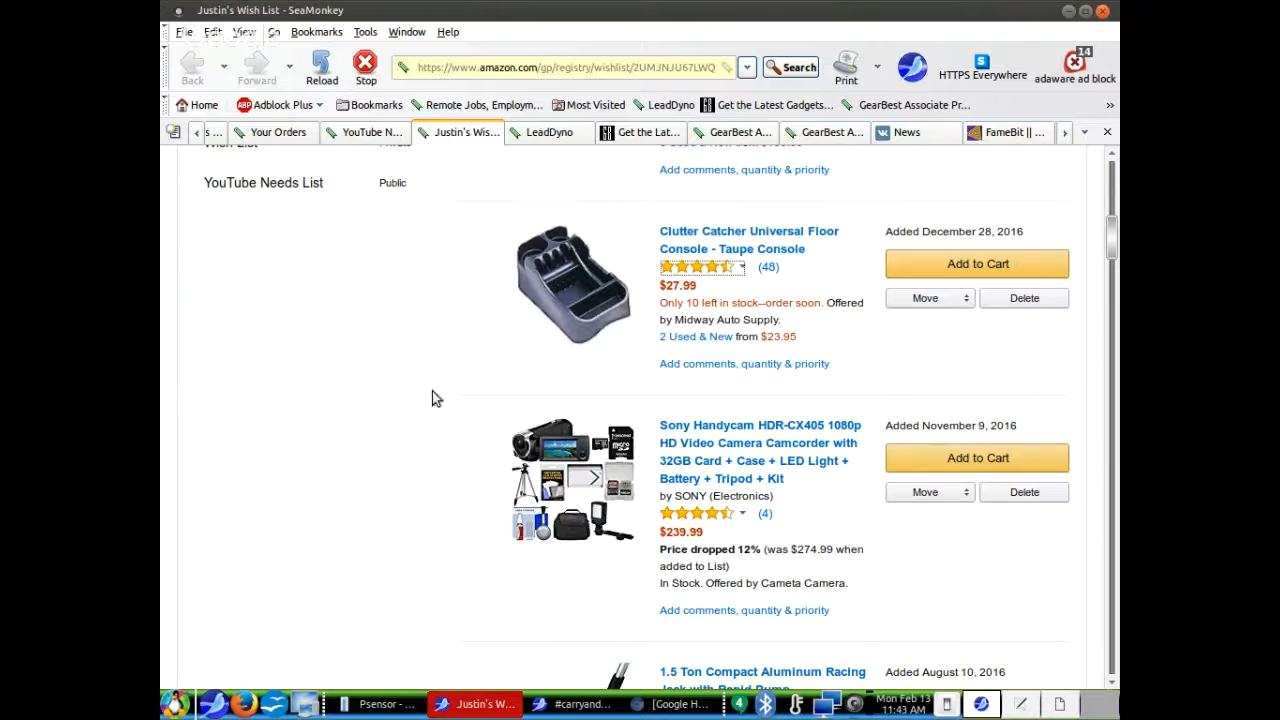 Justin's Wish List - SeaMonkey
File Edit View Go Bookmarks Tools Window Help
Back Forward Reload Stop https://www.amazon.com/gp/registry/wishlist/2UMJNJU67LWQ Search Print HTTPS Everywhere 14 adaware ad block
Home Adblock Plus Bookmarks Remote Jobs, Employm... Most Visited LeadDyno Get the Latest Gadgets... GearBest Associate Pr... »
s ... Your Orders YouTube N... Justin's Wis... LeadDyno Get the Lat... GearBest A... GearBest A... News FameBit || ...
Wish List
Add comments, quantity & priority
YouTube Needs List Public
Clutter Catcher Universal Floor
Console - Taupe Console
(48)
$27.99
Only 10 left in stock--order soon. Offered
by Midway Auto Supply.
2 Used & New from $23.95
Add comments, quantity & priority
Added December 28, 2016
Add to Cart
Move Delete
Sony Handycam HDR-CX405 1080p
HD Video Camera Camcorder with
32GB Card + Case + LED Light +
Battery + Tripod + Kit
by SONY (Electronics)
(4)
$239.99
Price dropped 12% (was $274.99 when
added to List)
In Stock. Offered by Cameta Camera.
Add comments, quantity & priority
Added November 9, 2016
Add to Cart
Move Delete
1.5 Ton Compact Aluminum Racing
Jack with Rapid Pump
Added August 10, 2016
Psensor - ... Justin's W... #carryand... [Google H... 4 Mon Feb 13
11:43 AM